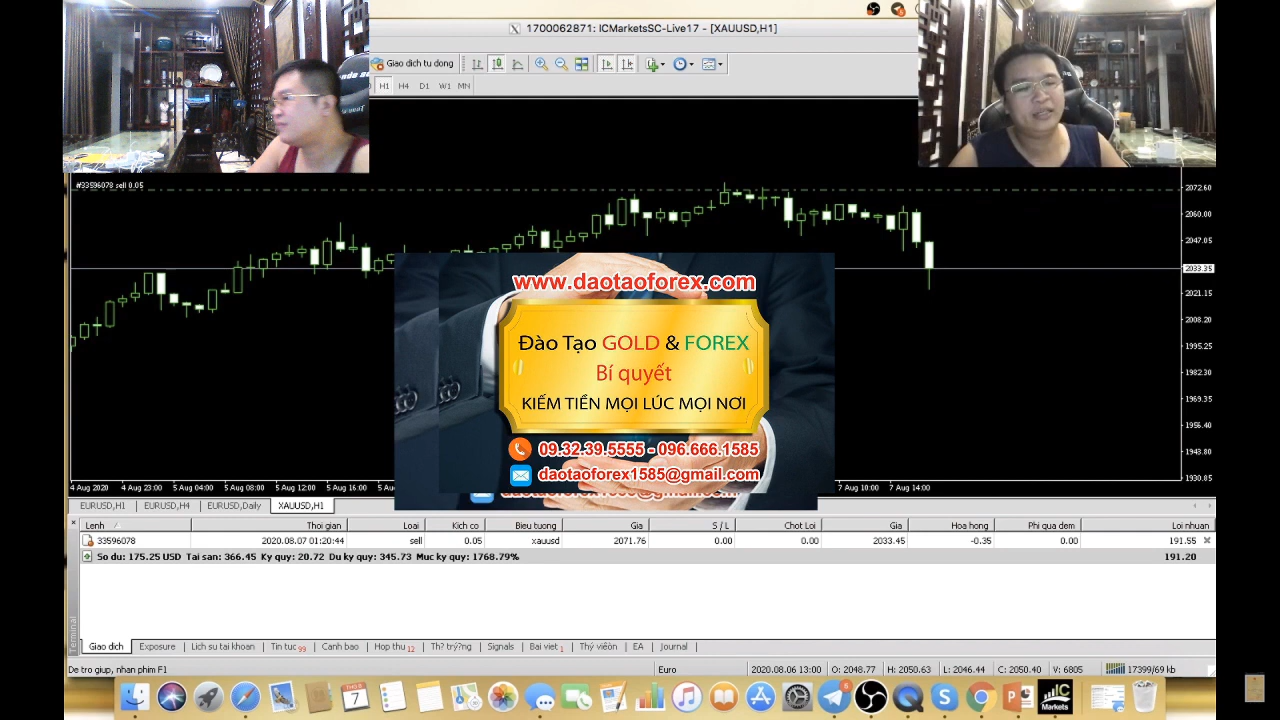 1700062871: ICMarketsSC-Live17 - [XAUUSD,H1]
Giao dich tu dong
H1 H4 D1 W1 MN
#33596078 sell 0.05
2072.60
2060.00
2047.05
2033.35
2021.15
2008.20
1995.25
1982.30
1969.35
1956.40
1943.80
1930.85
www.daotaoforex.com
Đào Tạo GOLD & FOREX
Bí quyết
KIẾM TIỀN MỌI LÚC MỌI NƠI
09.32.39.5555 - 096.666.1585
daotaoforex1585@gmail.com
4 Aug 2020 4 Aug 23:00 5 Aug 04:00 5 Aug 08:00 5 Aug 12:00 5 Aug 16:00 7 Aug 10:00 7 Aug 14:00
EURUSD,H1 EURUSD,H4 EURUSD,Daily XAUUSD,H1
Lenh Thoi gian Loai Kich co Bieu tuong Gia S / L Chot Loi Gia Hoa hong Phi qua dem Loi nhuan
33596078 2020.08.07 01:20:44 sell 0.05 xauusd 2071.76 0.00 0.00 2033.45 -0.35 0.00 191.55
So du: 175.25 USD Tai san: 366.45 Ky quy: 20.72 Du ky quy: 345.73 Muc ky quy: 1768.79% 191.20
Terminal
Giao dich Exposure Lich su tai khoan Tin tuc 99 Canh bao Hop thu 12 Th? trý?ng Signals Bai viet 1 Thý viêòn EA Journal
De tro giup, nhan phim F1 Euro 2020.08.06 13:00 O: 2048.77 H: 2050.63 L: 2046.44 C: 2050.40 V: 6805 17399/69 kb
7
IC
Markets